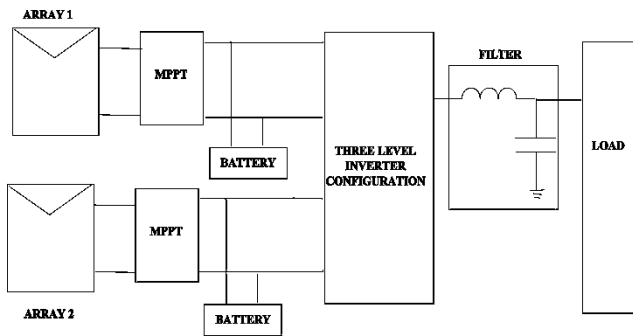 ARRAY 1
MPPT
BATTERY
THREE LEVEL
INVERTER
CONFIGURATION
FILTER
LOAD
MPPT
BATTERY
ARRAY 2